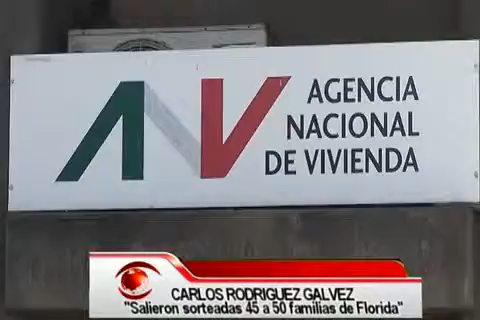 ANV
AGENCIA
NACIONAL
DE VIVIENDA
CARLOS RODRIGUEZ GALVEZ
"Salieron sorteadas 45 a 50 familias de Florida"